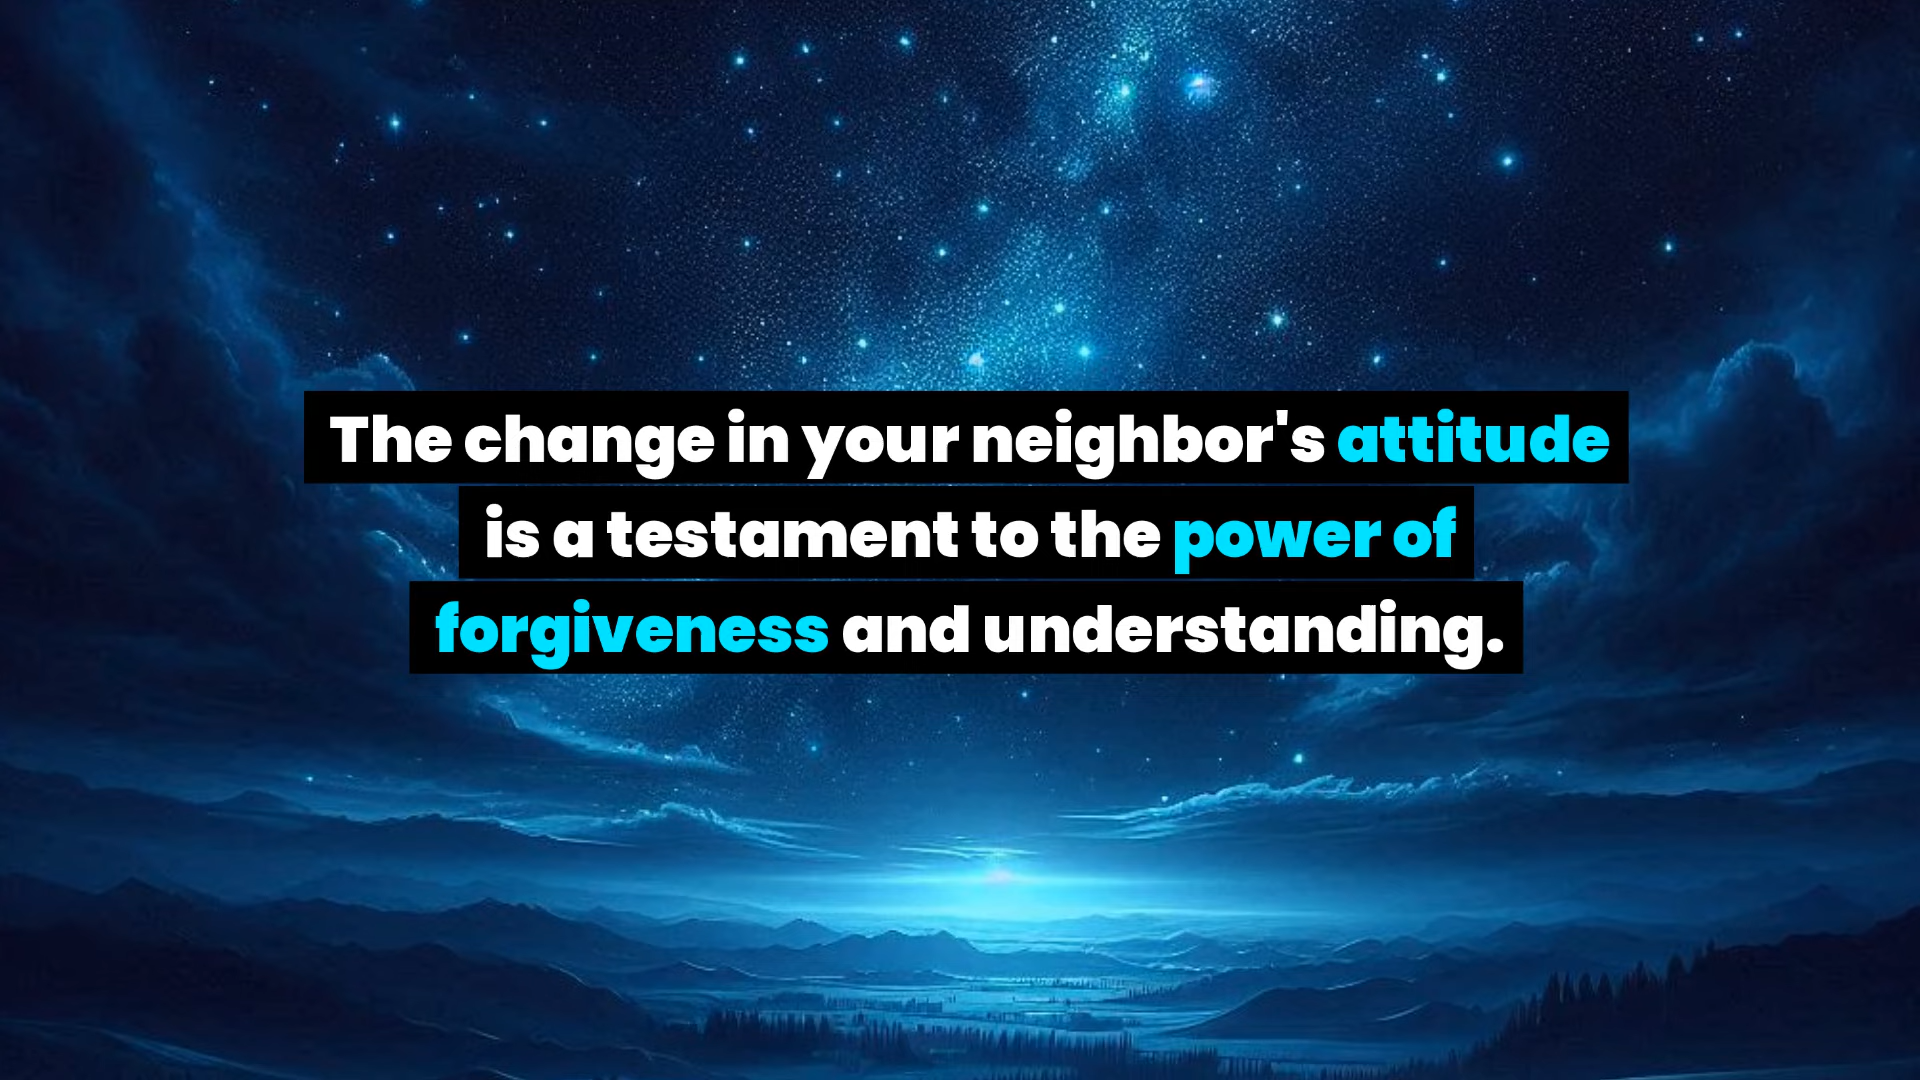 The change in your neighbor's attitude
is a testament to the power of
forgiveness and understanding.